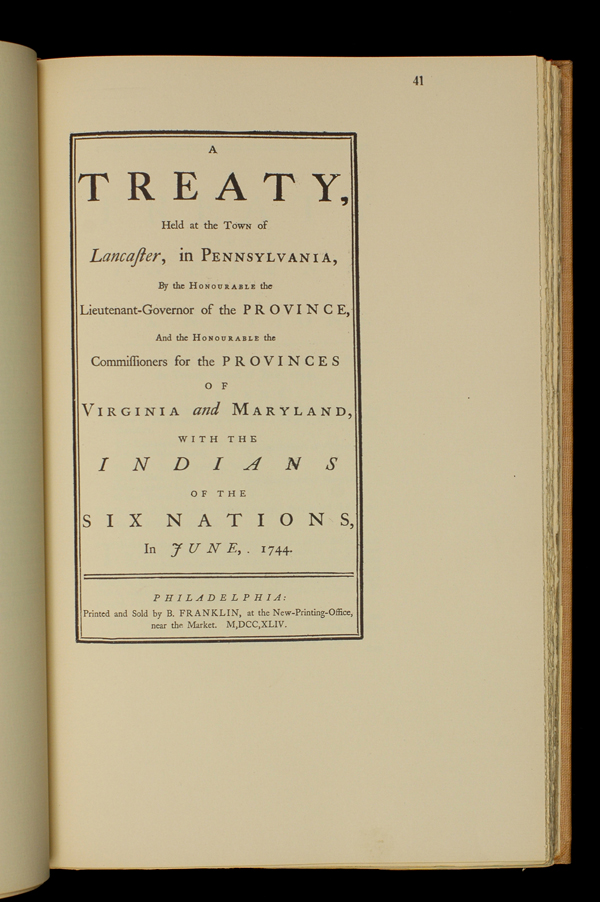 41
A
TREATY,
Held at the Town of
Lancaſter, in Pennsylvania,
By the Honourable the
Lieutenant-Governor of the PROVINCE,
And the Honourable the
Commiſſioners for the PROVINCES
OF
Virginia and Maryland,
WITH THE
INDIANS
OF THE
SIX NATIONS,
In JUNE, . 1744.
PHILADELPHIA:
Printed and Sold by B. FRANKLIN, at the New-Printing-Office,
near the Market. M,DCC,XLIV.